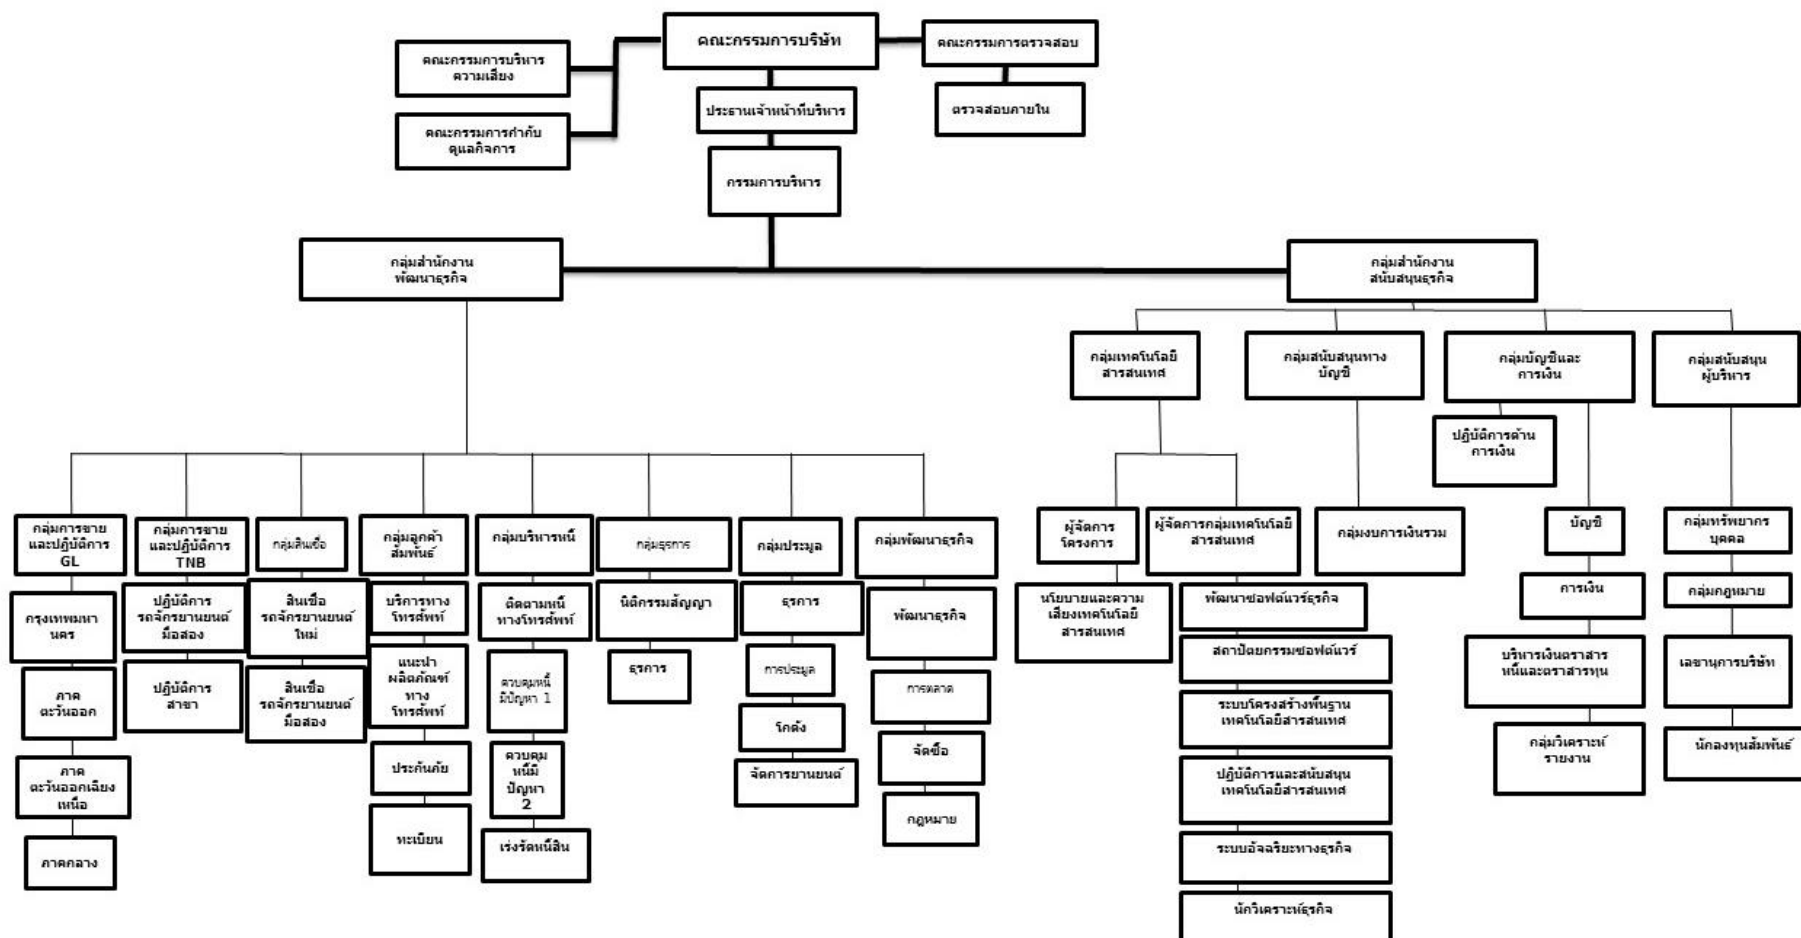 คณะกรรมการบริษัท
คณะกรรมการตรวจสอบ
คณะกรรมการบริหาร
ความเสี่ยง
ประธานเจ้าหน้าที่บริหาร
ตรวจสอบภายใน
คณะกรรมการกำกับ
ดูแลกิจการ
กรรมการบริหาร
กลุ่มสำนักงาน
พัฒนาธุรกิจ
กลุ่มสำนักงาน
สนับสนุนธุรกิจ
กลุ่มเทคโนโลยี
สารสนเทศ
กลุ่มสนับสนุนทาง
บัญชี
กลุ่มบัญชีและ
การเงิน
กลุ่มสนับสนุน
ผู้บริหาร
ปฏิบัติการด้าน
การเงิน
กลุ่มการขาย
และปฏิบัติการ
GL
กรุงเทพมหา
นคร
ภาค
ตะวันออก
ภาค
ตะวันออกเฉียง
เหนือ
ภาคกลาง
กลุ่มการขาย
และปฏิบัติการ
TNB
ปฏิบัติการ
รถจักรยานยนต์
มือสอง
ปฏิบัติการ
สาขา
กลุ่มสินเชื่อ
สินเชื่อ
รถจักรยานยนต์
ใหม่
สินเชื่อ
รถจักรยานยนต์
มือสอง
กลุ่มลูกค้า
สัมพันธ์
บริการทาง
โทรศัพท์
แนะนำ
ผลิตภัณฑ์
ทาง
โทรศัพท์
ประกันภัย
ทะเบียน
กลุ่มบริหารหนี้
ติดตามหนี้
ทางโทรศัพท์
ควบคุมหนี้
มีปัญหา 1
ควบคุม
หนี้มี
ปัญหา
2
เร่งรัดหนี้สิน
กลุ่มธุรการ
นิติกรรมสัญญา
ธุรการ
กลุ่มประมูล
ธุรการ
การประมูล
โกดัง
จัดการยานยนต์
กลุ่มพัฒนาธุรกิจ
พัฒนาธุรกิจ
การตลาด
จัดซื้อ
กฎหมาย
ผู้จัดการ
โครงการ
นโยบายและความ
เสี่ยงเทคโนโลยี
สารสนเทศ
ผู้จัดการกลุ่มเทคโนโลยี
สารสนเทศ
พัฒนาซอฟต์แวร์ธุรกิจ
สถาปัตยกรรมซอฟต์แวร์
ระบบโครงสร้างพื้นฐาน
เทคโนโลยีสารสนเทศ
ปฏิบัติการและสนับสนุน
เทคโนโลยีสารสนเทศ
ระบบอัจฉริยะทางธุรกิจ
นักวิเคราะห์ธุรกิจ
กลุ่มงบการเงินรวม
บัญชี
การเงิน
บริหารเงินตราสาร
หนี้และตราสารทุน
กลุ่มวิเคราะห์
รายงาน
กลุ่มทรัพยากร
บุคคล
กลุ่มกฎหมาย
เลขานุการบริษัท
นักลงทุนสัมพันธ์